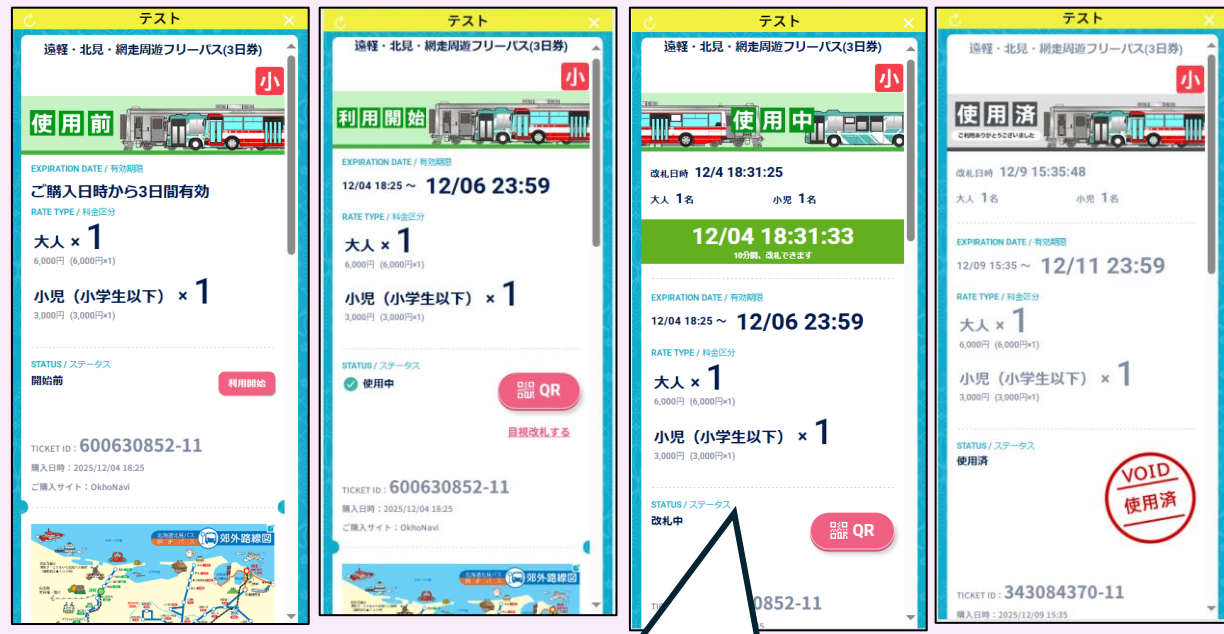 テスト
遠軽・北見・網走周遊フリーパス(3日券)
小
使用前
EXPIRATION DATE / 有効期限
ご購入日時から3日間有効
RATE TYPE / 料金区分
大人 × 1
6,000円 (6,000円×1)
小児（小学生以下） × 1
3,000円 (3,000円×1)
STATUS / ステータス
開始前
利用開始
TICKET ID : 600630852-11
購入日時：2025/12/04 18:25
ご購入サイト：OkhoNavi
北海道北見バス
網走バス
郊外路線図
テスト
遠軽・北見・網走周遊フリーパス(3日券)
小
利用開始
EXPIRATION DATE / 有効期限
12/04 18:25 ～ 12/06 23:59
RATE TYPE / 料金区分
大人 × 1
6,000円 (6,000円×1)
小児（小学生以下） × 1
3,000円 (3,000円×1)
STATUS / ステータス
使用中
QR
目視改札する
TICKET ID : 600630852-11
購入日時：2025/12/04 18:25
ご購入サイト：OkhoNavi
郊外路線図
テスト
遠軽・北見・網走周遊フリーパス(3日券)
小
使用中
改札日時 12/4 18:31:25
大人 1名 小児 1名
12/04 18:31:33
10分間、改札できます
EXPIRATION DATE / 有効期限
12/04 18:25 ～ 12/06 23:59
RATE TYPE / 料金区分
大人 × 1
6,000円 (6,000円×1)
小児（小学生以下） × 1
3,000円 (3,000円×1)
STATUS / ステータス
改札中
QR
0852-11
テスト
遠軽・北見・網走周遊フリーパス(3日券)
小
使用済
ご利用ありがとうございました
改札日時 12/9 15:35:48
大人 1名 小児 1名
EXPIRATION DATE / 有効期限
12/09 15:35 ～ 12/11 23:59
RATE TYPE / 料金区分
大人 × 1
6,000円 (6,000円×1)
小児（小学生以下） × 1
3,000円 (3,000円×1)
STATUS / ステータス
使用済
VOID
使用済
TICKET ID : 343084370-11
購入日時：2025/12/09 15:35